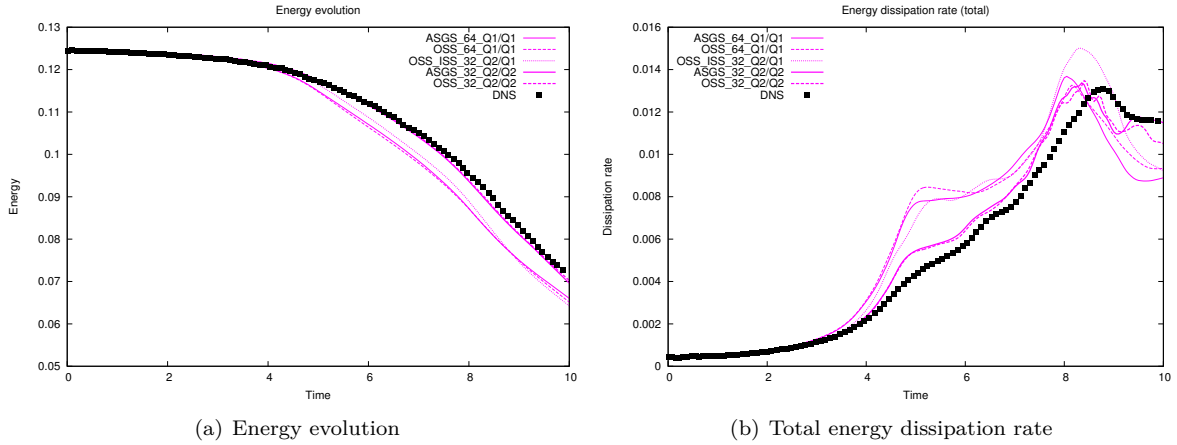 Energy evolution
0.13
0.12
0.11
0.1
0.09
0.08
0.07
0.06
0.05
Energy
0 2 4 6 8 10
Time
ASGS_64_Q1/Q1
OSS_64_Q1/Q1
OSS_ISS_32_Q2/Q1
ASGS_32_Q2/Q2
OSS_32_Q2/Q2
DNS
(a) Energy evolution
Energy dissipation rate (total)
0.016
0.014
0.012
0.01
0.008
0.006
0.004
0.002
0
Dissipation rate
0 2 4 6 8 10
Time
ASGS_64_Q1/Q1
OSS_64_Q1/Q1
OSS_ISS_32_Q2/Q1
ASGS_32_Q2/Q2
OSS_32_Q2/Q2
DNS
(b) Total energy dissipation rate